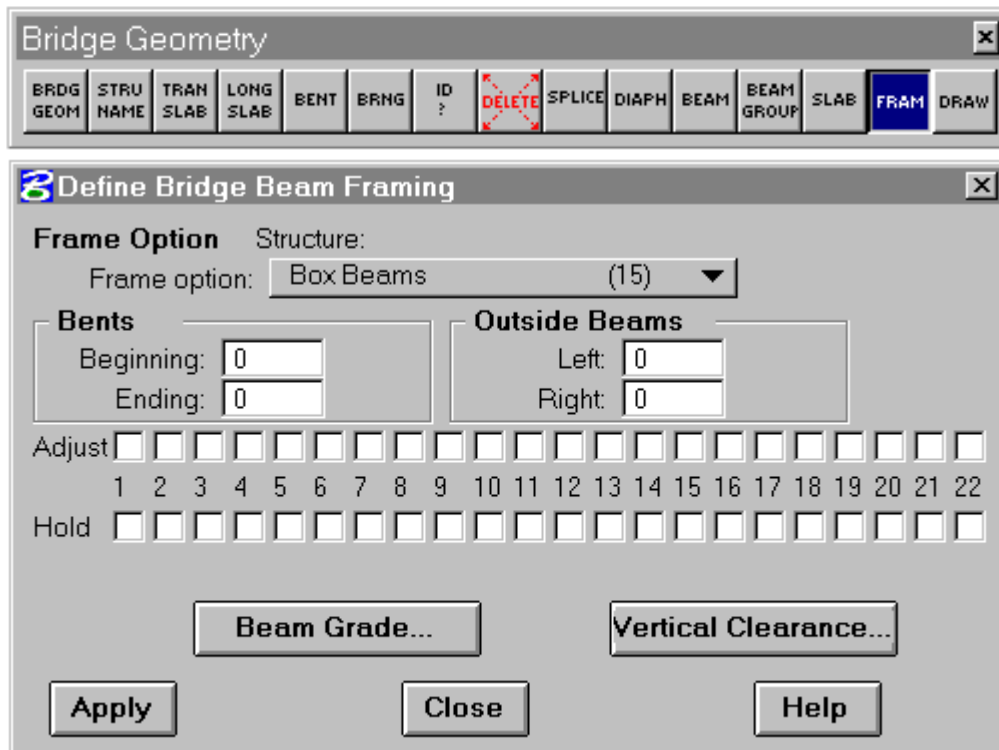 Bridge Geometry
BRDG GEOM STRU NAME TRAN SLAB LONG SLAB BENT BRNG ID ? DELETE SPLICE DIAPH BEAM BEAM GROUP SLAB FRAM DRAW
Define Bridge Beam Framing
Frame Option Structure:
Frame option: Box Beams (15)
Bents Outside Beams
Beginning: 0 Left: 0
Ending: 0 Right: 0
Adjust
1 2 3 4 5 6 7 8 9 10 11 12 13 14 15 16 17 18 19 20 21 22
Hold
Beam Grade... Vertical Clearance...
Apply Close Help